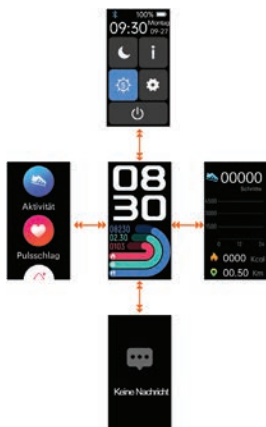 100%
09:30 Montag
09-27
i
Aktivität
Pulsschlag
08
30
08230
02.30
0103
00000
Schritte
0000 Kcal
00.50 Km
Keine Nachricht